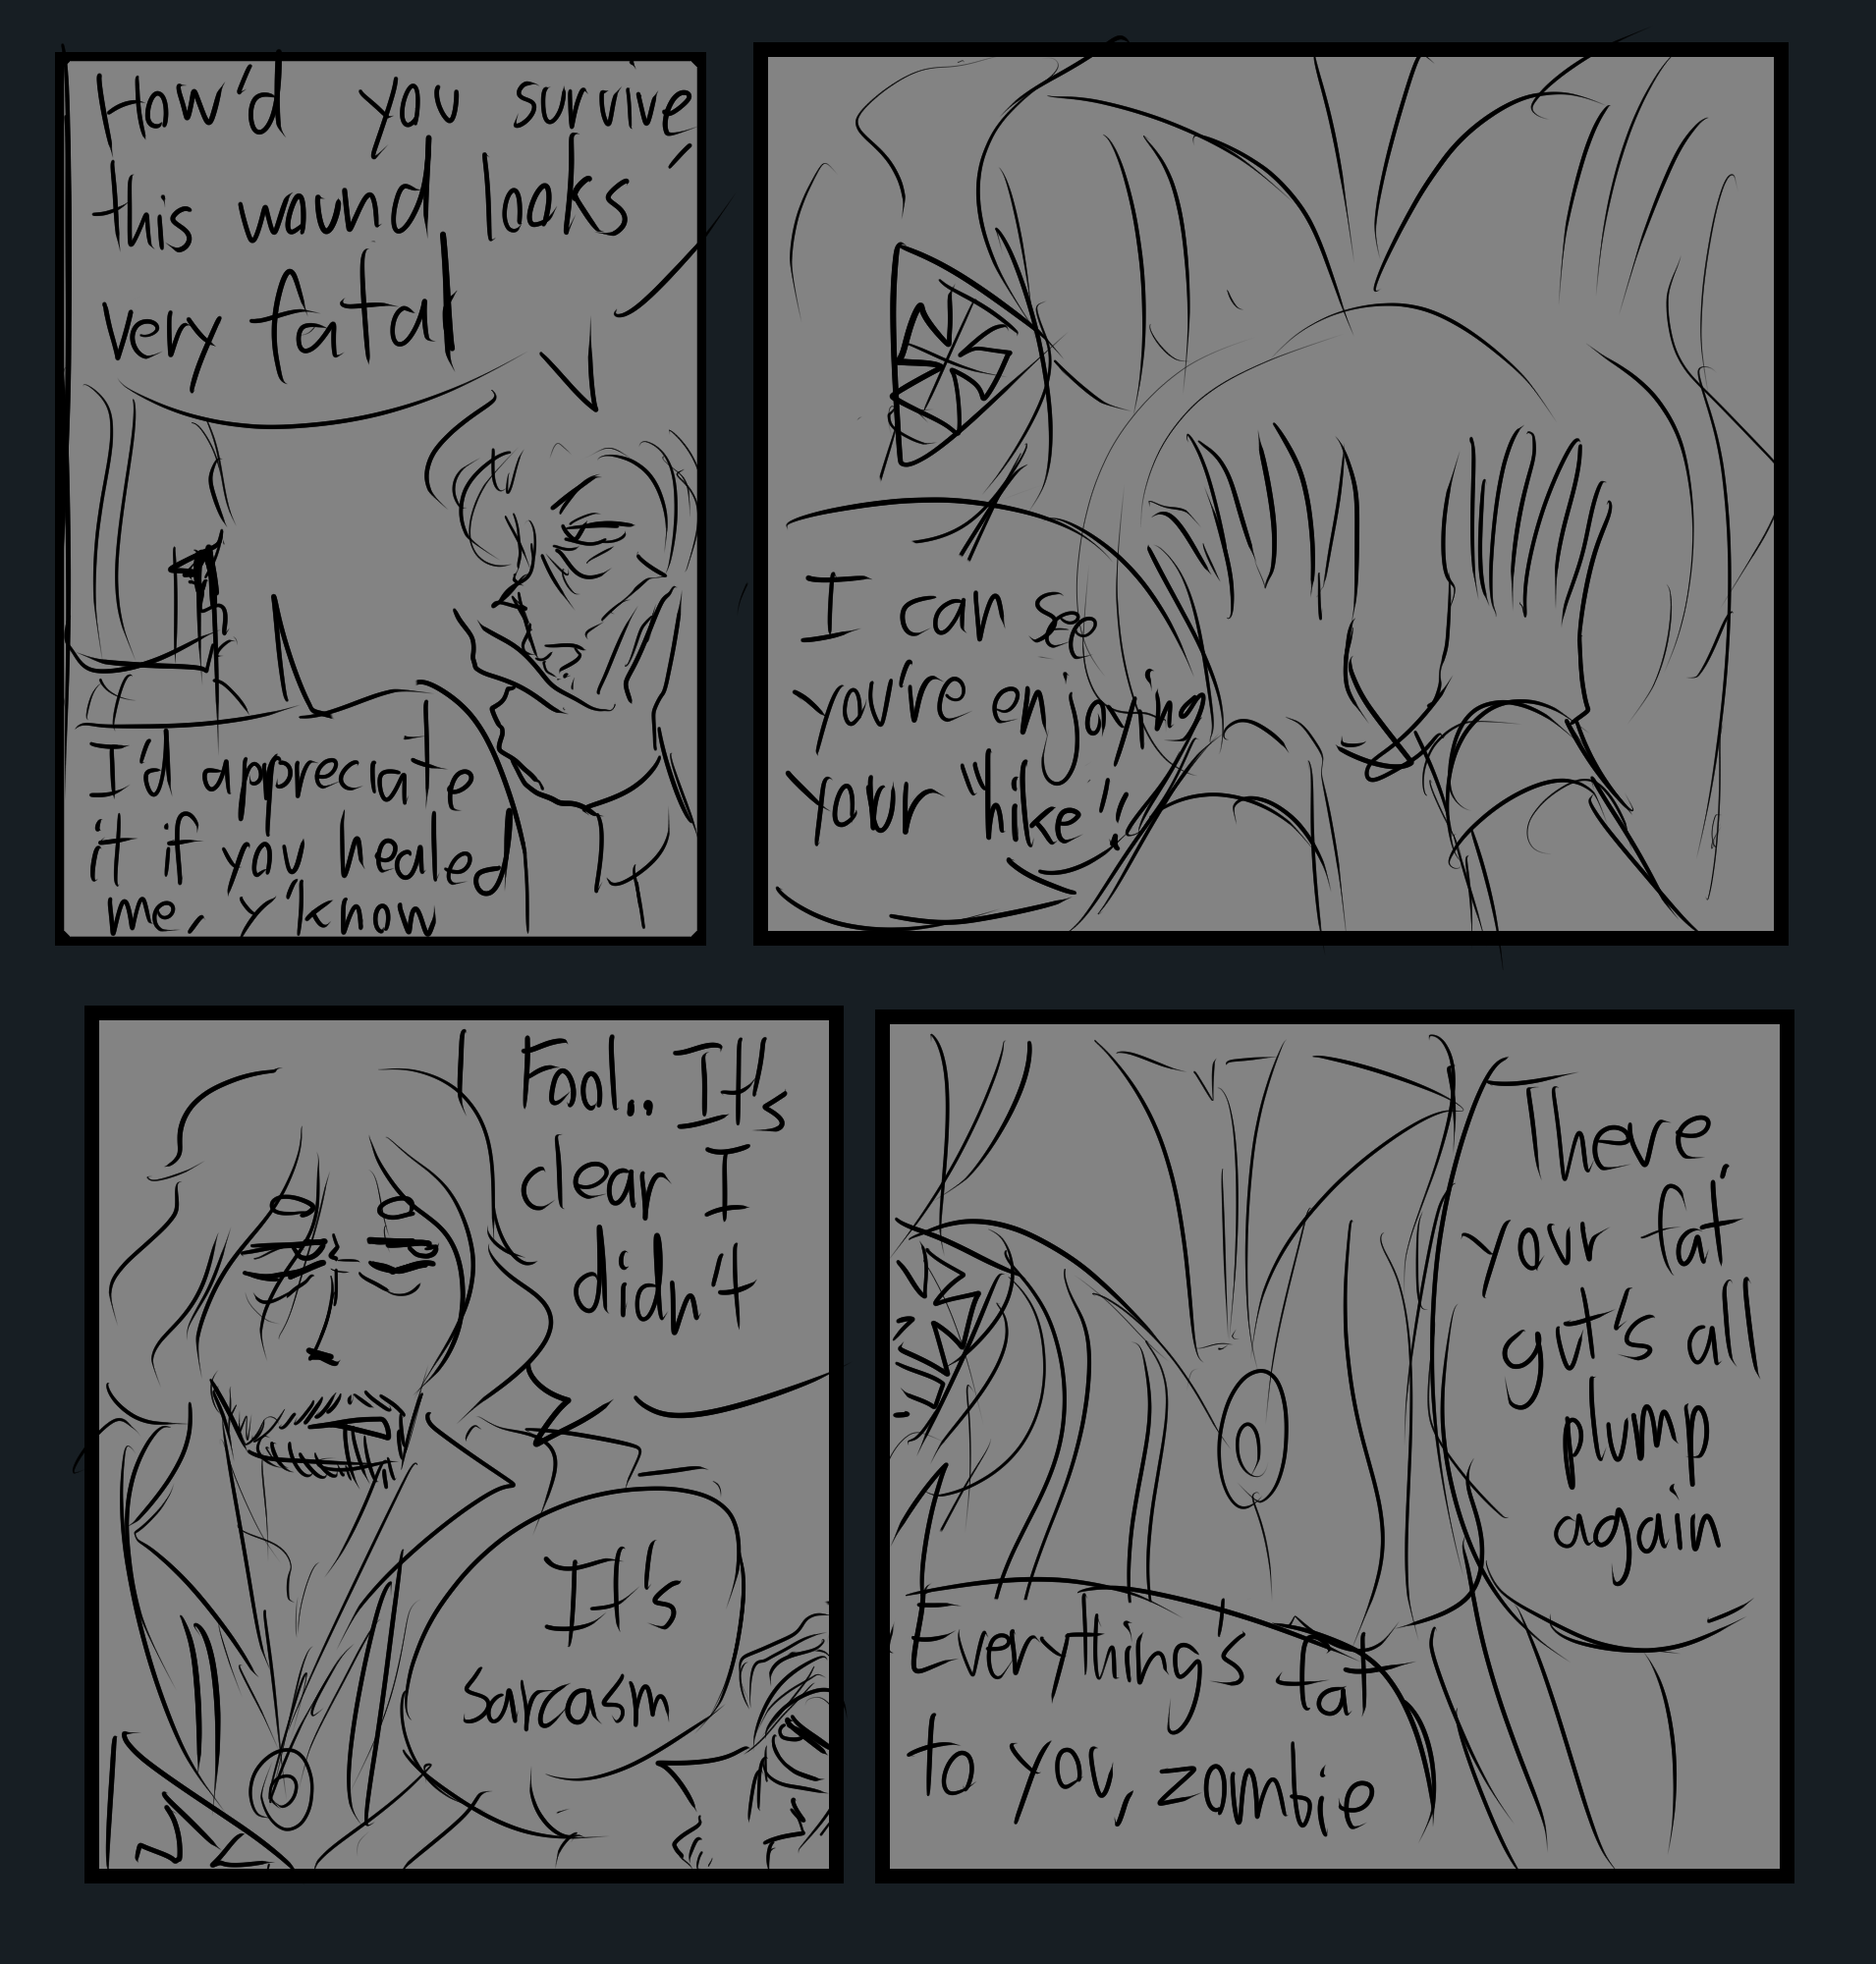 How'd you survive
this wound looks
very fatal
I'd appreciate
it if you healed
me, y'know
I can see
you're enjoying
your "hike"
Fool.. It's
clear I
didn't
It's
sarcasm
There
your fat
gut's all
plump
again
Everything's fat
to you, zombie